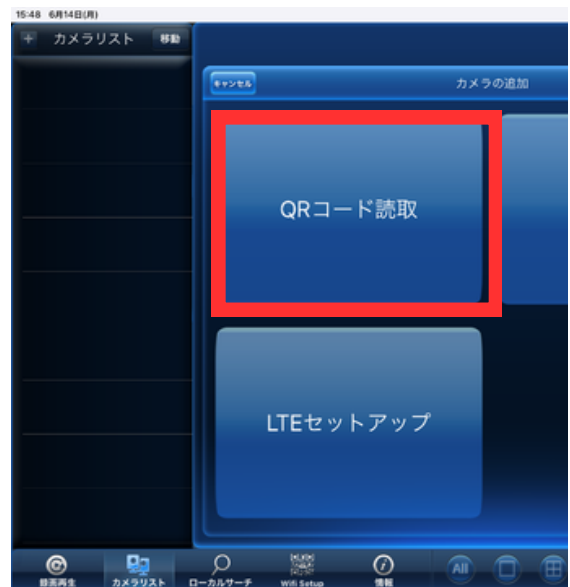 15:48 6月14日(月)
+ カメラリスト 移動
キャンセル カメラの追加
QRコード読取
LTEセットアップ
録画再生 カメラリスト ローカルサーチ Wifi Setup 情報 All